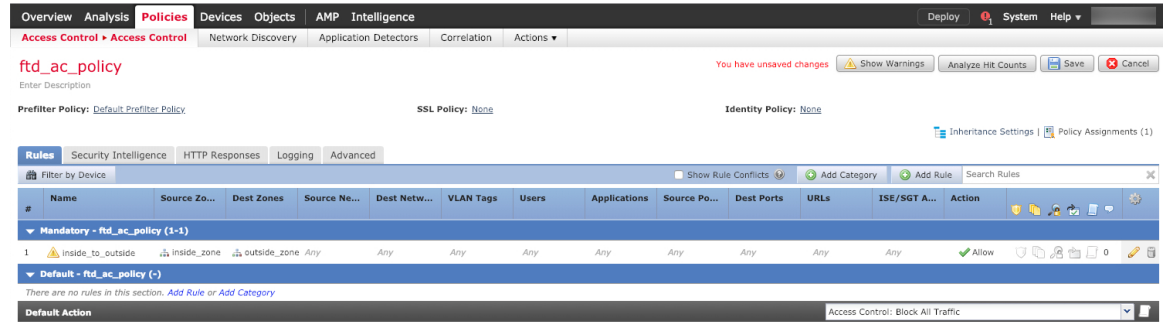 Overview Analysis Policies Devices Objects AMP Intelligence Deploy 1 System Help ▾
Access Control ▸ Access Control Network Discovery Application Detectors Correlation Actions ▾
ftd_ac_policy You have unsaved changes Show Warnings Analyze Hit Counts Save Cancel
Enter Description
Prefilter Policy: Default Prefilter Policy SSL Policy: None Identity Policy: None
Inheritance Settings | Policy Assignments (1)
Rules Security Intelligence HTTP Responses Logging Advanced
Filter by Device Show Rule Conflicts Add Category Add Rule Search Rules
# Name Source Zo... Dest Zones Source Ne... Dest Netw... VLAN Tags Users Applications Source Po... Dest Ports URLs ISE/SGT A... Action
Mandatory - ftd_ac_policy (1-1)
1 inside_to_outside inside_zone outside_zone Any Any Any Any Any Any Any Any Any Allow 0
Default - ftd_ac_policy (-)
There are no rules in this section. Add Rule or Add Category
Default Action Access Control: Block All Traffic